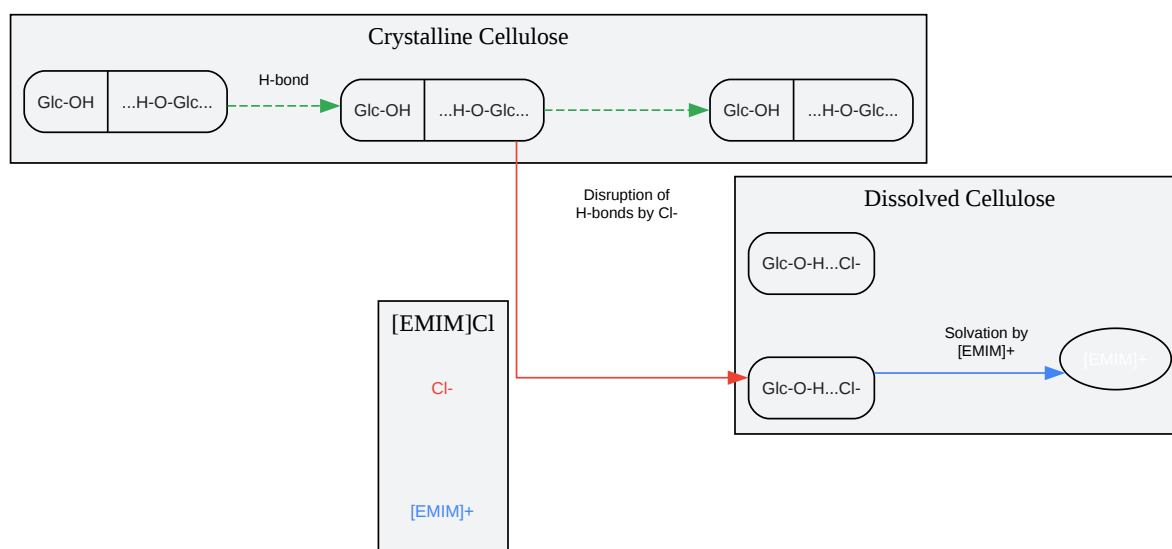 Crystalline Cellulose
H-bond
Glc-OH
...H-O-Glc...
Glc-OH
...H-O-Glc...
Glc-OH
...H-O-Glc...
Disruption of
H-bonds by Cl-
Dissolved Cellulose
Glc-O-H...Cl-
Solvation by
[EMIM]+
[EMIM]+
Glc-O-H...Cl-
[EMIM]Cl
Cl-
[EMIM]+